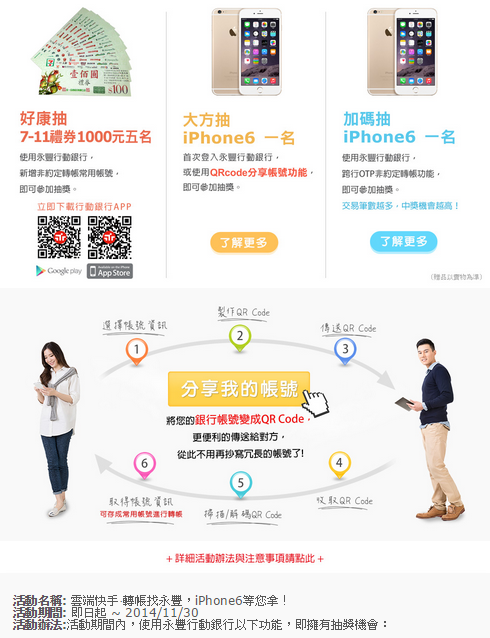 壹佰圓
禮券
$100
好康抽
7-11禮券1000元五名
使用永豐行動銀行，
新增非約定轉帳常用帳號，
即可參加抽獎。
立即下載行動銀行APP
Google play
App Store
大方抽
iPhone6 一名
首次登入永豐行動銀行，
或使用QRcode分享帳號功能，
即可參加抽獎。
了解更多
加碼抽
iPhone6 一名
使用永豐行動銀行，
跨行OTP非約定轉帳功能，
即可參加抽獎。
交易筆數越多，中獎機會越高！
了解更多
（贈品以實物為準）
選擇帳號資訊
1
製作QR Code
2
傳送QR Code
3
分享我的帳號
將您的銀行帳號變成QR Code，
更便利的傳送給對方，
從此不用再抄寫冗長的帳號了!
4
收取QR Code
5
掃描/解碼QR Code
6
取得帳號資訊
可存成常用帳號進行轉帳
+ 詳細活動辦法與注意事項請點此 +
活動名稱: 雲端快手‧轉帳找永豐，iPhone6等您拿！
活動期間: 即日起 ~ 2014/11/30
活動辦法:活動期間內，使用永豐行動銀行以下功能，即擁有抽獎機會：